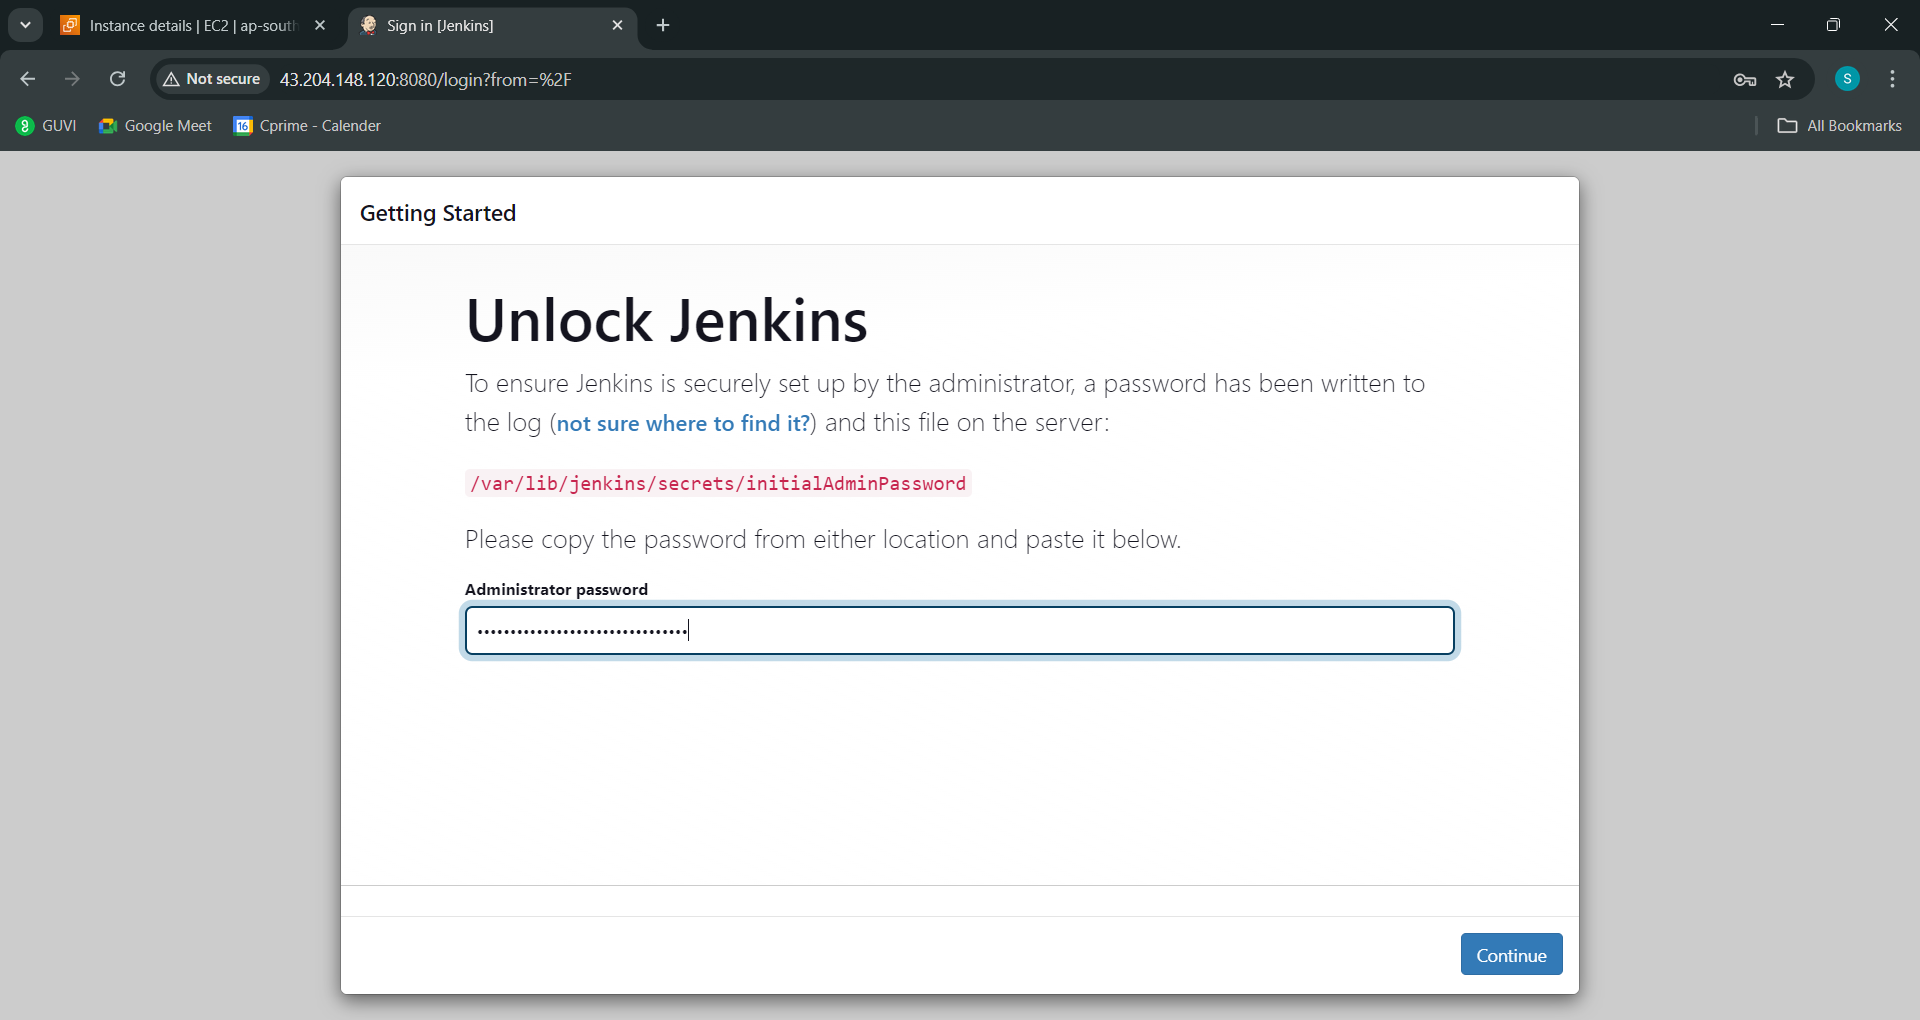 Instance details | EC2 | ap-south
Sign in [Jenkins]
Not secure
43.204.148.120:8080/login?from=%2F
S
GUVI
Google Meet
16
Cprime - Calender
All Bookmarks
Getting Started
Unlock Jenkins
To ensure Jenkins is securely set up by the administrator, a password has been written to
the log (not sure where to find it?) and this file on the server:
/var/lib/jenkins/secrets/initialAdminPassword
Please copy the password from either location and paste it below.
Administrator password
••••••••••••••••••••••••••••••••
Continue